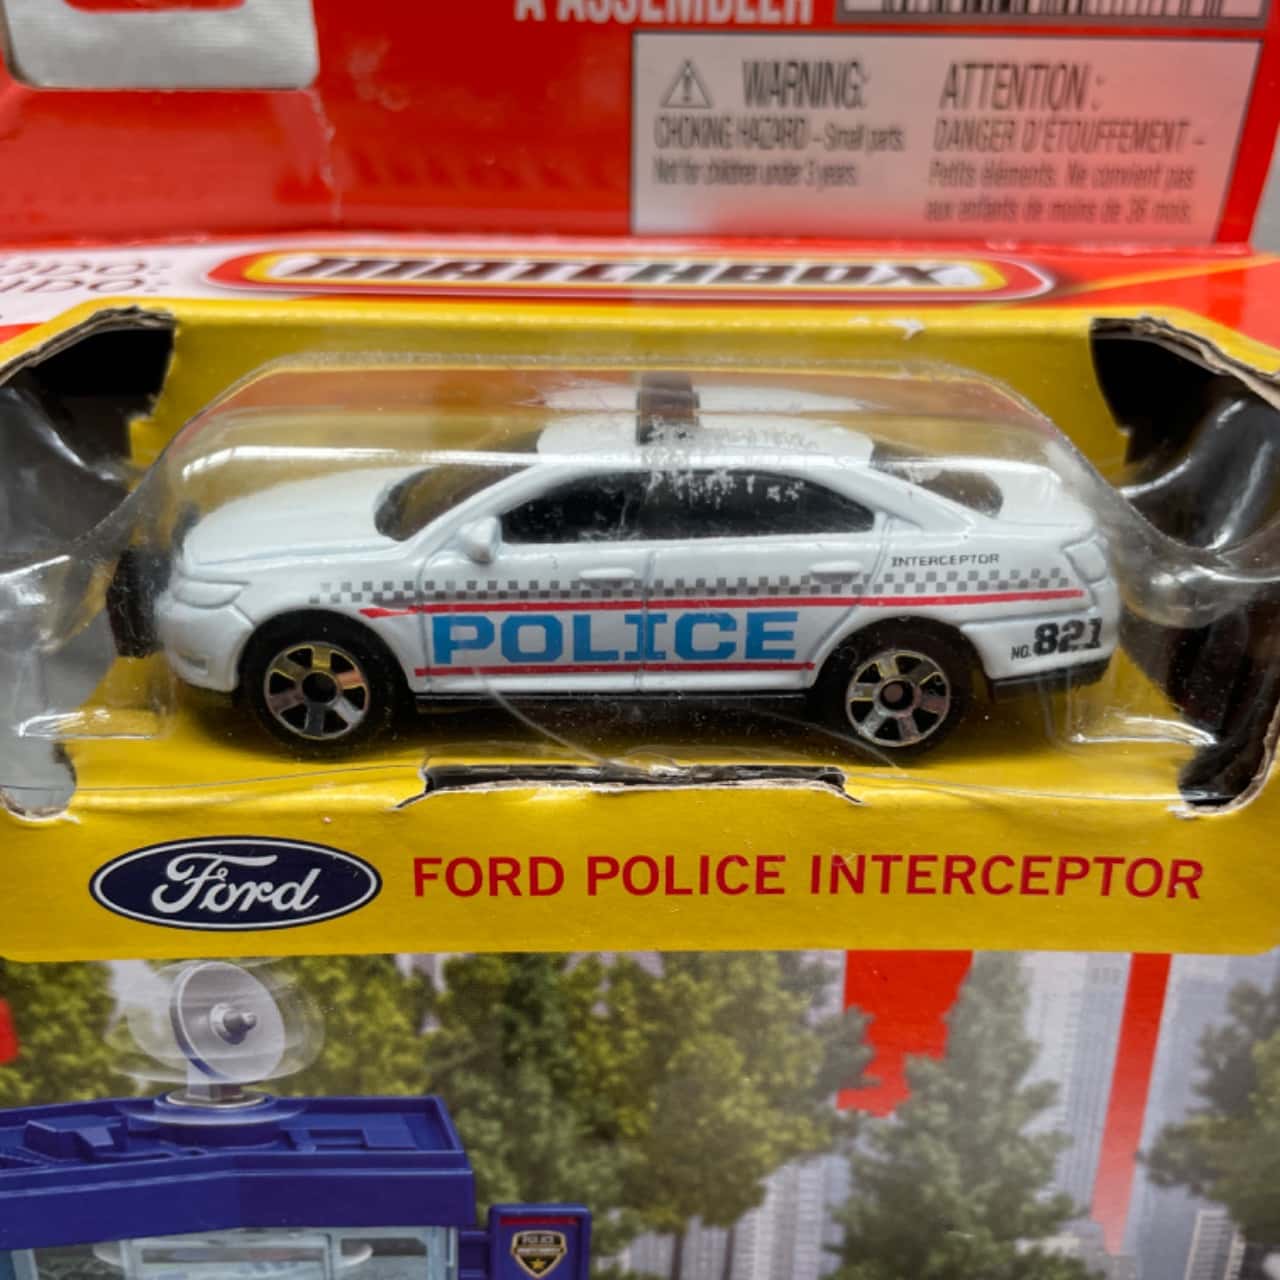 À ASSEMBLER
WARNING:
CHOKING HAZARD – Small parts.
Not for children under 3 years.
ATTENTION :
DANGER D'ÉTOUFFEMENT –
Petits éléments. Ne convient pas
aux enfants de moins de 36 mois.
MATCHBOX
INTERCEPTOR
POLICE
NO. 821
Ford
FORD POLICE INTERCEPTOR
POLICE